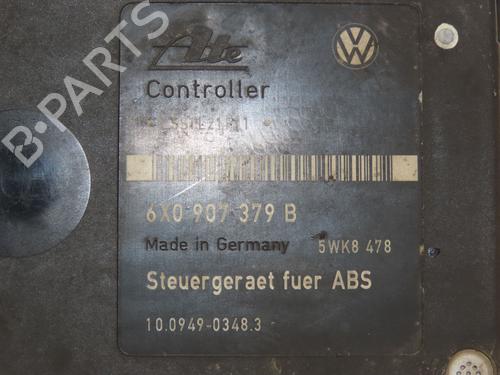 Ate
Controller
6X0 907 379 B
Made in Germany 5WK8 478
Steuergeraet fuer ABS
10.0949-0348.3
B-PARTS